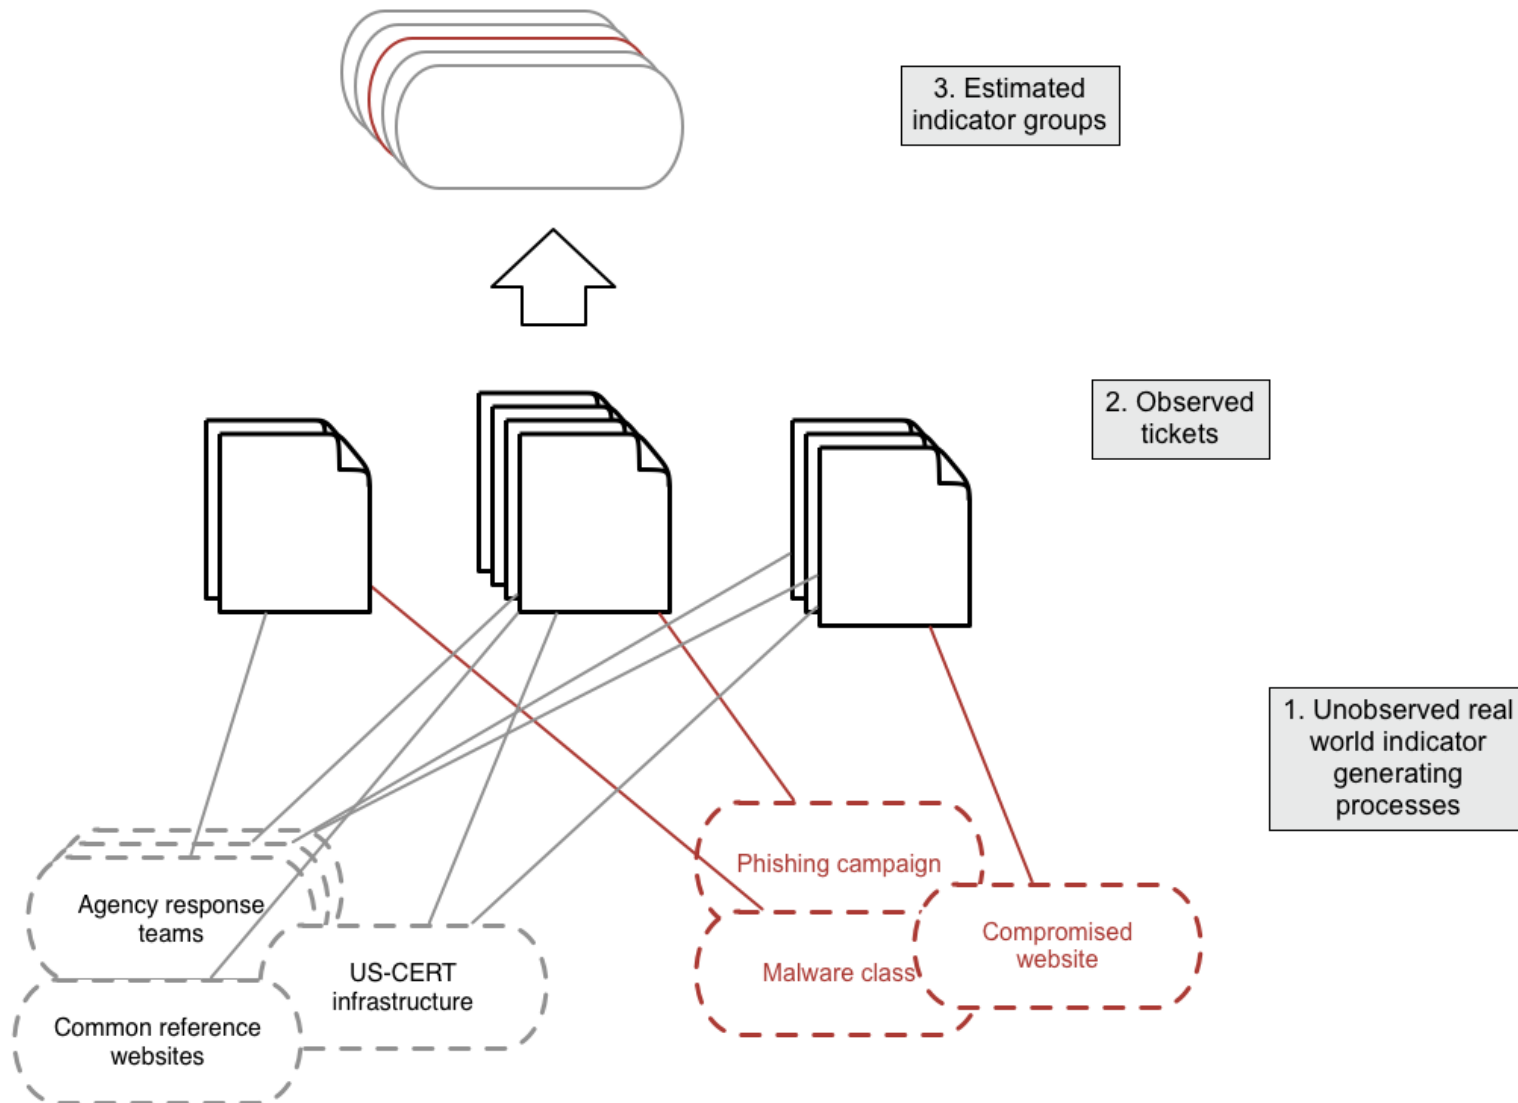 3. Estimated
indicator groups
2. Observed
tickets
1. Unobserved real
world indicator
generating
processes
Phishing campaign
Agency response
teams
Compromised
website
US-CERT
infrastructure
Malware class
Common reference
websites